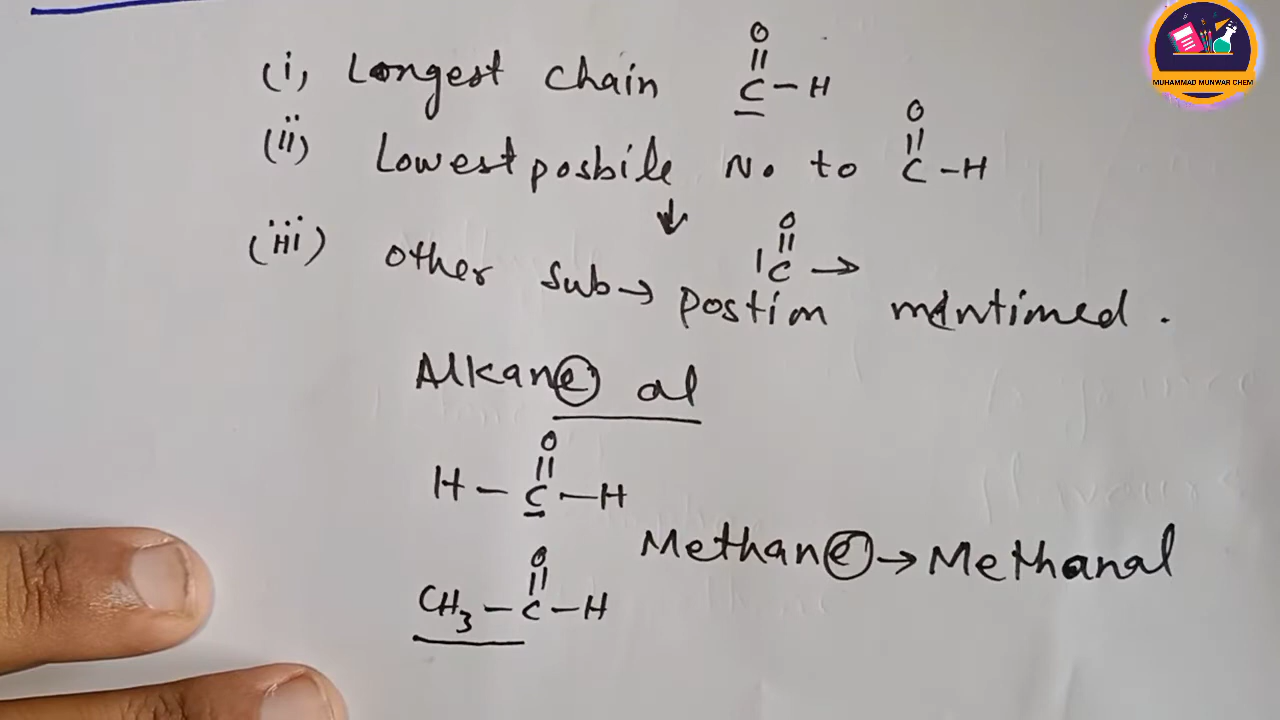 (i) Longest chain
O
||
C–H
(ii) Lowest posbile No to
O
||
C–H
↓
(iii) other sub→ postion mentioned.
O
||
1C →
Alkane al
O
||
H–C–H
Methane→Methanal
O
||
CH3–C–H
MUHAMMAD MUNWAR CHEM